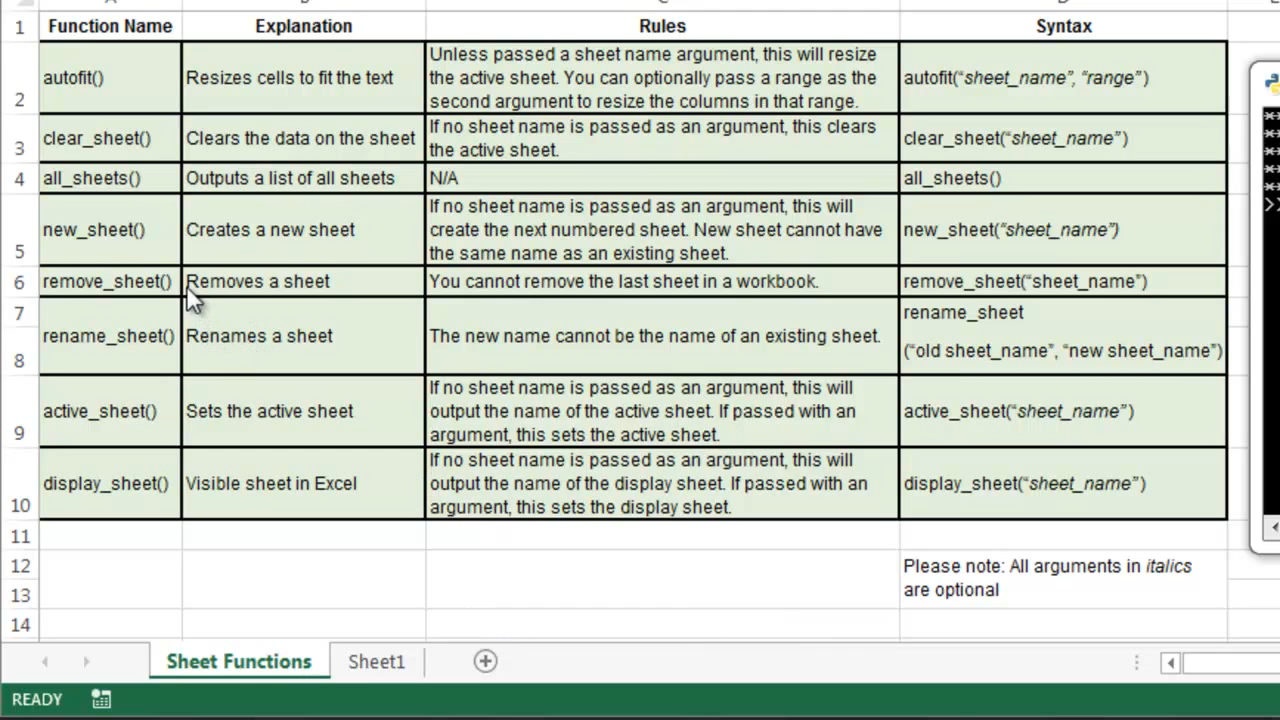 1 Function Name Explanation Rules Syntax
Unless passed a sheet name argument, this will resize
2 autofit() Resizes cells to fit the text the active sheet. You can optionally pass a range as the autofit(“sheet_name”, “range”)
second argument to resize the columns in that range.
If no sheet name is passed as an argument, this clears
3 clear_sheet() Clears the data on the sheet the active sheet. clear_sheet(“sheet_name”)
4 all_sheets() Outputs a list of all sheets N/A all_sheets()
If no sheet name is passed as an argument, this will
5 new_sheet() Creates a new sheet create the next numbered sheet. New sheet cannot have new_sheet(“sheet_name”)
the same name as an existing sheet.
6 remove_sheet() Removes a sheet You cannot remove the last sheet in a workbook. remove_sheet(“sheet_name”)
7 rename_sheet
8 rename_sheet() Renames a sheet The new name cannot be the name of an existing sheet. (“old sheet_name”, “new sheet_name”)
If no sheet name is passed as an argument, this will
9 active_sheet() Sets the active sheet output the name of the active sheet. If passed with an active_sheet(“sheet_name”)
argument, this sets the active sheet.
If no sheet name is passed as an argument, this will
10 display_sheet() Visible sheet in Excel output the name of the display sheet. If passed with an display_sheet(“sheet_name”)
argument, this sets the display sheet.
11
12 Please note: All arguments in italics
13 are optional
14
Sheet Functions Sheet1
READY